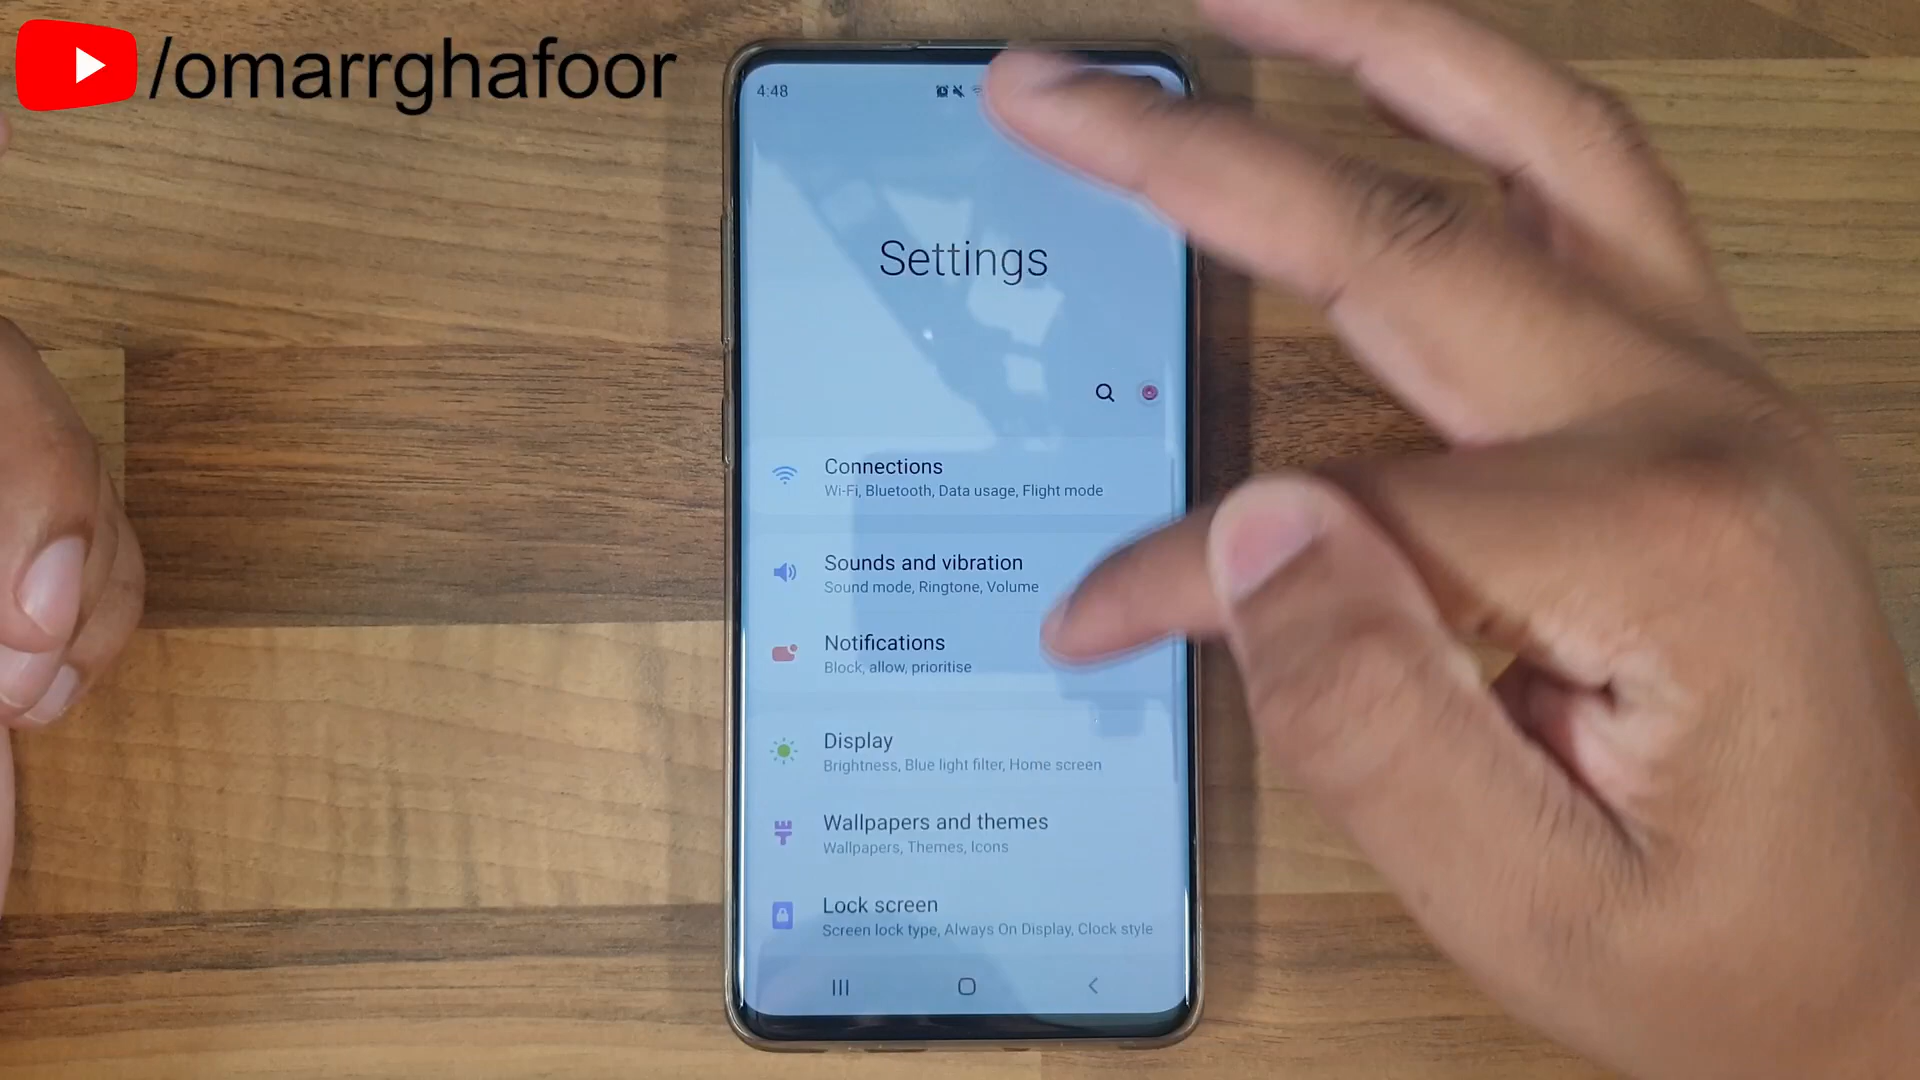 /omarrghafoor
4:48
Settings
Connections
Wi-Fi, Bluetooth, Data usage, Flight mode
Sounds and vibration
Sound mode, Ringtone, Volume
Notifications
Block, allow, prioritise
Display
Brightness, Blue light filter, Home screen
Wallpapers and themes
Wallpapers, Themes, Icons
Lock screen
Screen lock type, Always On Display, Clock style